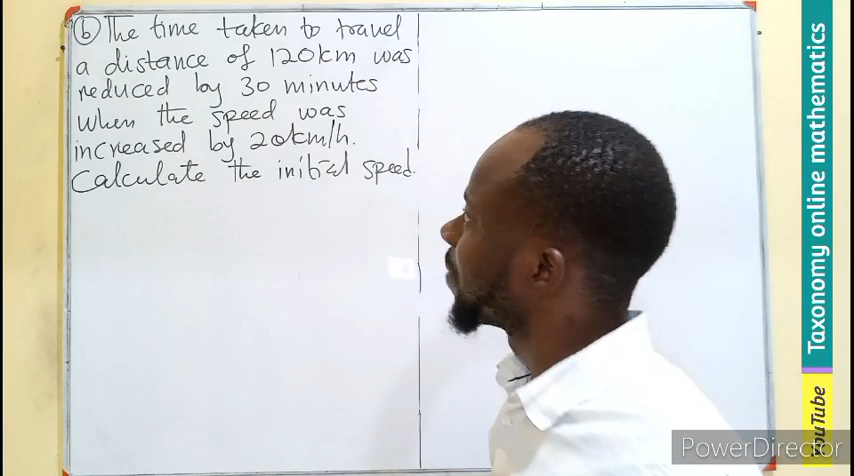 (b) The time taken to travel
a distance of 120km was
reduced by 30 minutes
when the speed was
increased by 20km/h.
Calculate the initial speed.
Taxonomy online mathematics
YouTube
PowerDirector